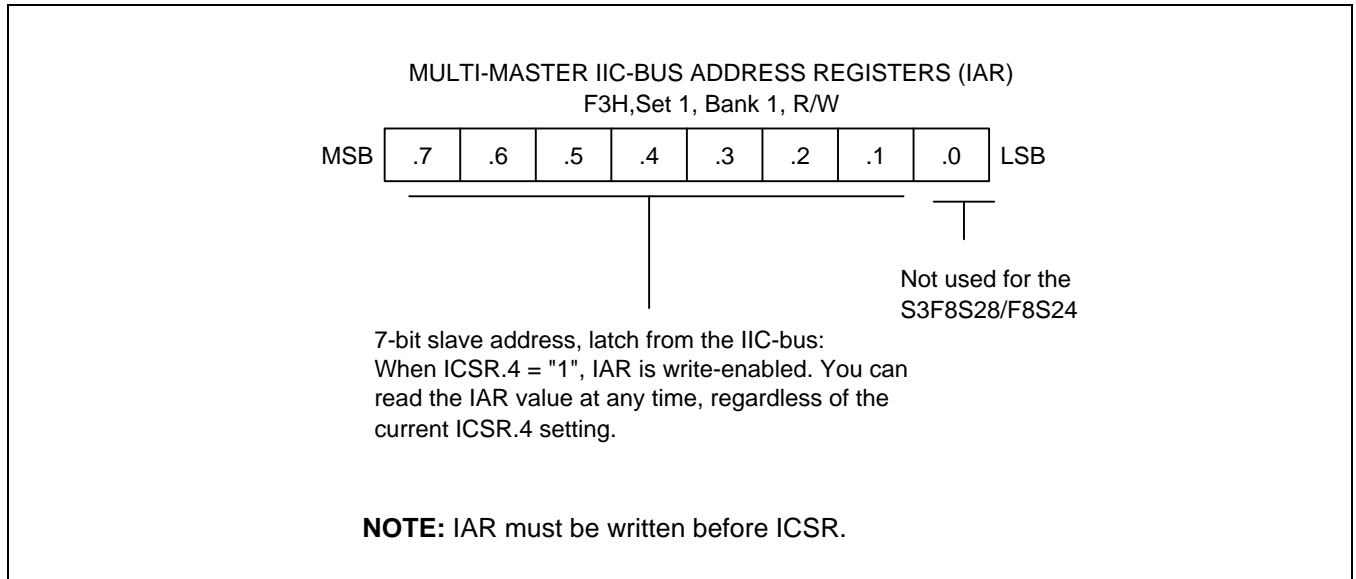 MULTI-MASTER IIC-BUS ADDRESS REGISTERS (IAR)
F3H,Set 1, Bank 1, R/W
MSB .7 .6 .5 .4 .3 .2 .1 .0 LSB
Not used for the
S3F8S28/F8S24
7-bit slave address, latch from the IIC-bus:
When ICSR.4 = "1", IAR is write-enabled. You can
read the IAR value at any time, regardless of the
current ICSR.4 setting.
NOTE: IAR must be written before ICSR.